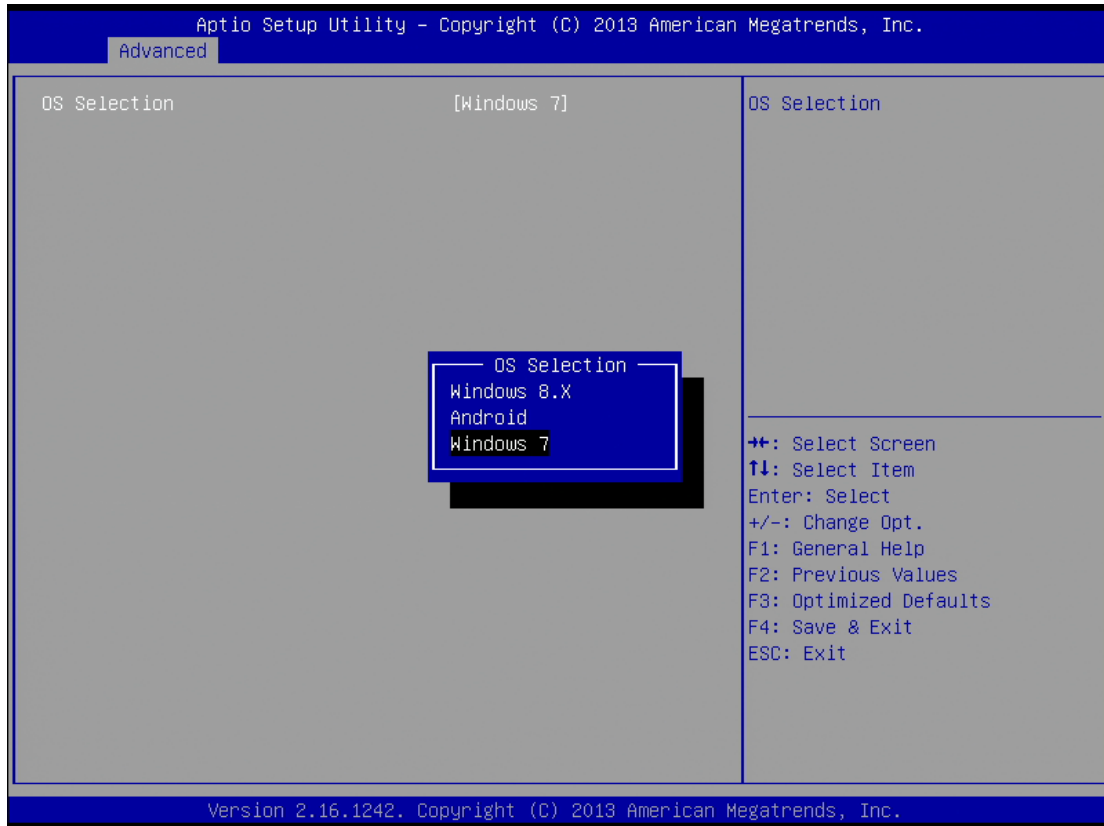 Aptio Setup Utility – Copyright (C) 2013 American Megatrends, Inc.
Advanced
OS Selection [Windows 7]
OS Selection
OS Selection
Windows 8.X
Android
Windows 7
→←: Select Screen
↑↓: Select Item
Enter: Select
+/-: Change Opt.
F1: General Help
F2: Previous Values
F3: Optimized Defaults
F4: Save & Exit
ESC: Exit
Version 2.16.1242. Copyright (C) 2013 American Megatrends, Inc.